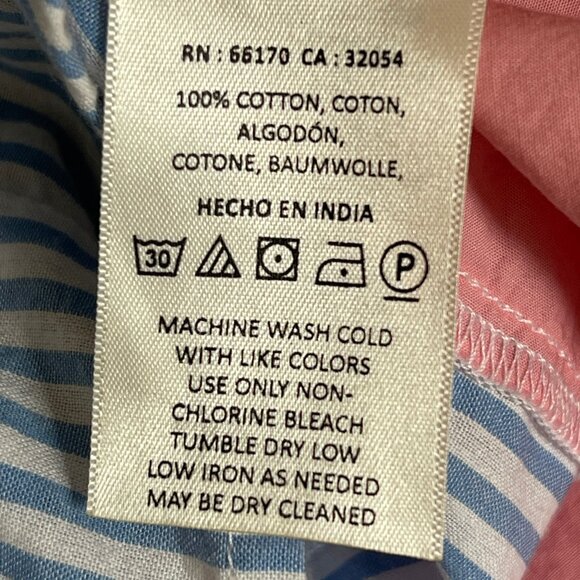 RN : 66170 CA : 32054
100% COTTON, COTON,
ALGODÓN,
COTONE, BAUMWOLLE,
HECHO EN INDIA
30 P
MACHINE WASH COLD
WITH LIKE COLORS
USE ONLY NON-
CHLORINE BLEACH
TUMBLE DRY LOW
LOW IRON AS NEEDED
MAY BE DRY CLEANED